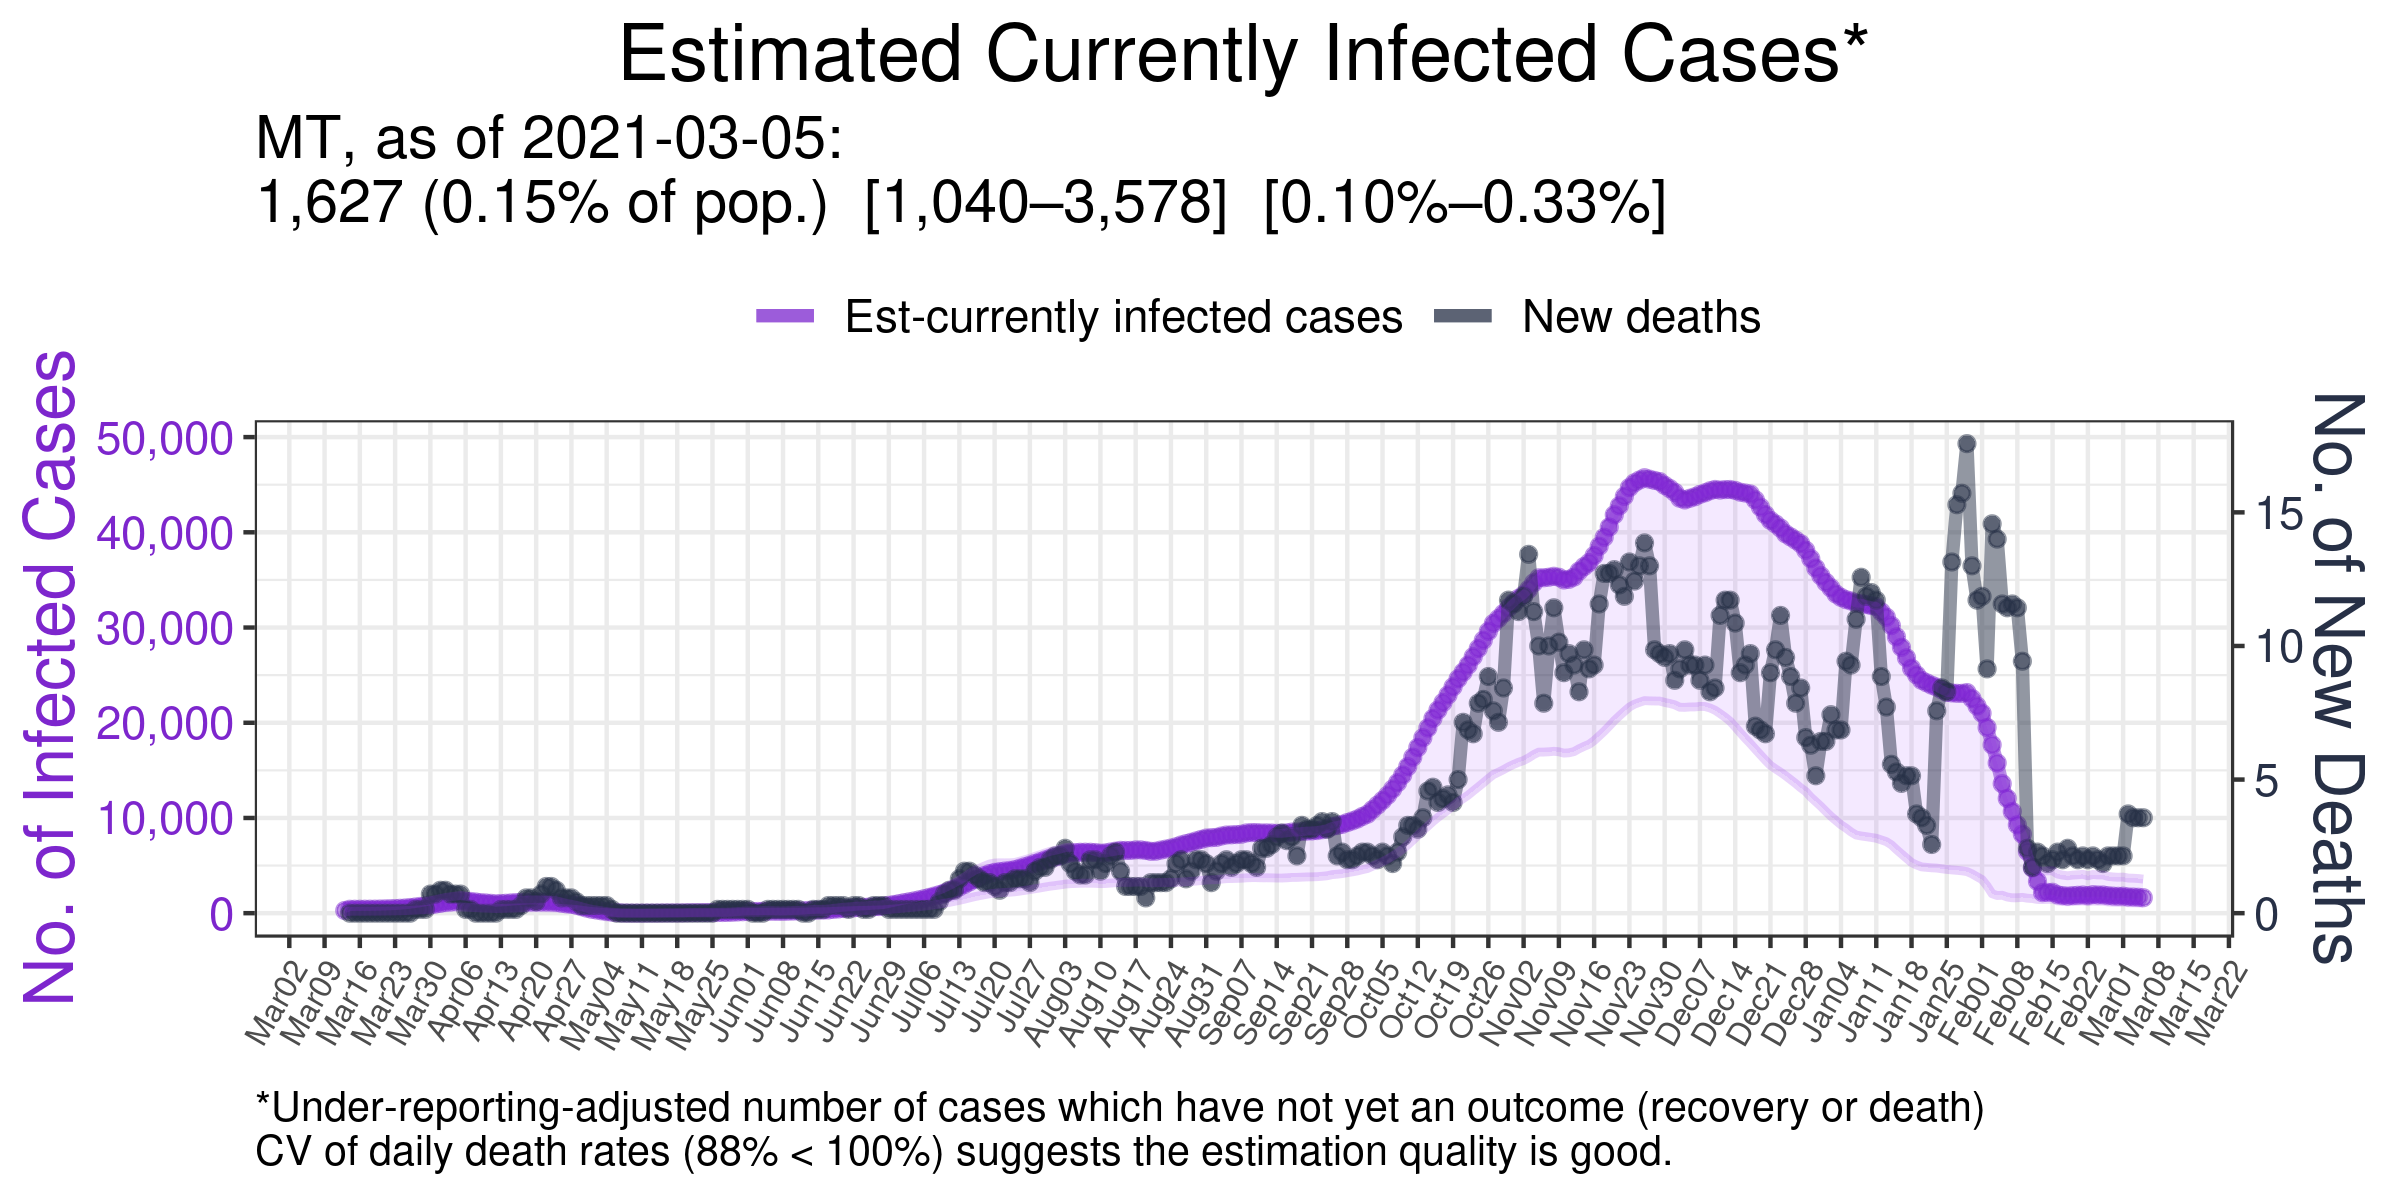 Estimated Currently Infected Cases*
MT, as of 2021-03-05:
1,627 (0.15% of pop.)  [1,040–3,578]  [0.10%–0.33%]
Est-currently infected cases
New deaths
No. of Infected Cases
50,000
40,000
30,000
20,000
10,000
0
15
10
5
0
No. of New Deaths
Mar02
Mar09
Mar16
Mar23
Mar30
Apr06
Apr13
Apr20
Apr27
May04
May11
May18
May25
Jun01
Jun08
Jun15
Jun22
Jun29
Jul06
Jul13
Jul20
Jul27
Aug03
Aug10
Aug17
Aug24
Aug31
Sep07
Sep14
Sep21
Sep28
Oct05
Oct12
Oct19
Oct26
Nov02
Nov09
Nov16
Nov23
Nov30
Dec07
Dec14
Dec21
Dec28
Jan04
Jan11
Jan18
Jan25
Feb01
Feb08
Feb15
Feb22
Mar01
Mar08
Mar15
Mar22
*Under-reporting-adjusted number of cases which have not yet an outcome (recovery or death)
CV of daily death rates (88% < 100%) suggests the estimation quality is good.